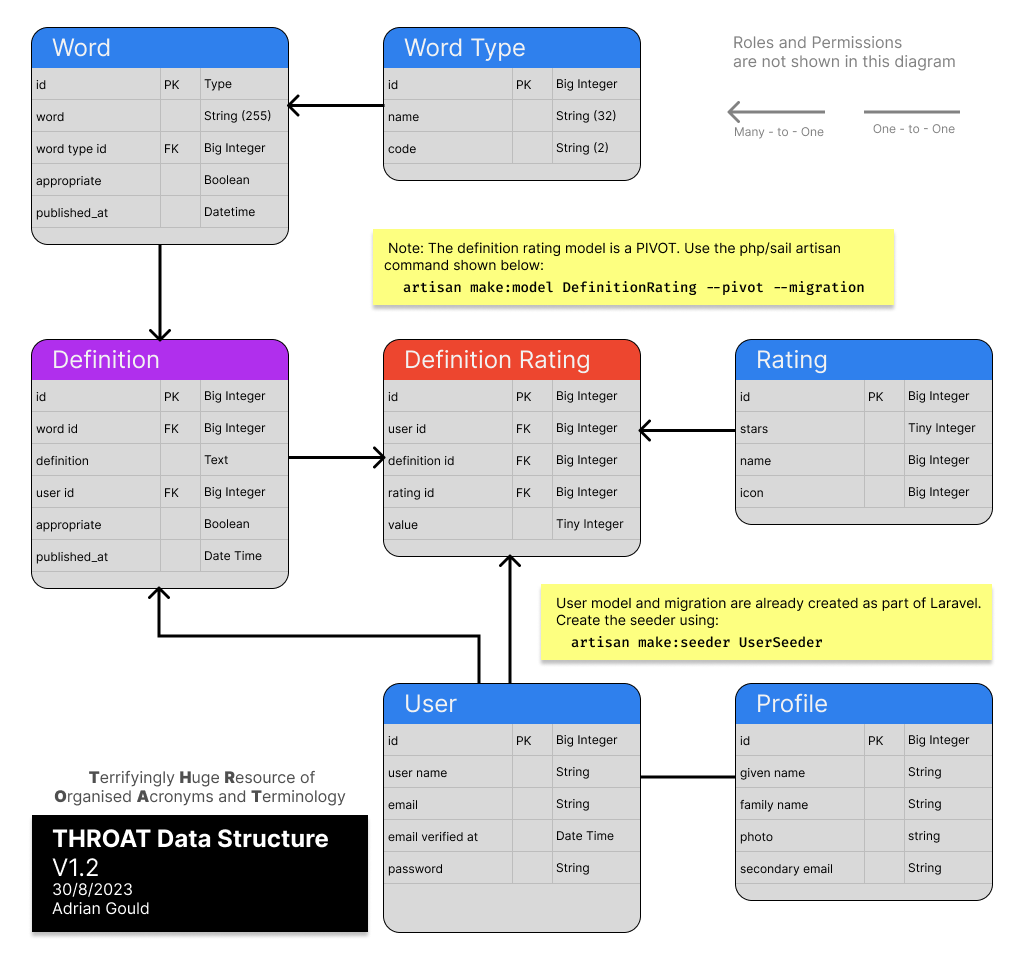 Word
id PK Type
word String (255)
word type id FK Big Integer
appropriate Boolean
published_at Datetime
Word Type
id PK Big Integer
name String (32)
code String (2)
Roles and Permissions
are not shown in this diagram
Many - to - One
One - to - One
Note: The definition rating model is a PIVOT. Use the php/sail artisan
command shown below:
artisan make:model DefinitionRating --pivot --migration
Definition
id PK Big Integer
word id FK Big Integer
definition Text
user id FK Big Integer
appropriate Boolean
published_at Date Time
Definition Rating
id PK Big Integer
user id FK Big Integer
definition id FK Big Integer
rating id FK Big Integer
value Tiny Integer
Rating
id PK Big Integer
stars Tiny Integer
name Big Integer
icon Big Integer
User model and migration are already created as part of Laravel.
Create the seeder using:
artisan make:seeder UserSeeder
User
id PK Big Integer
user name String
email String
email verified at Date Time
password String
Profile
id PK Big Integer
given name String
family name String
photo string
secondary email String
Terrifyingly Huge Resource of
Organised Acronyms and Terminology
THROAT Data Structure
V1.2
30/8/2023
Adrian Gould